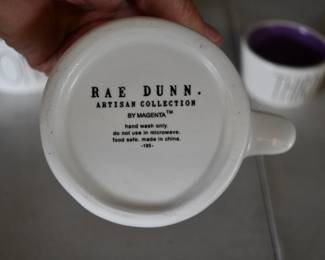 RAE DUNN.
ARTISAN COLLECTION
BY MAGENTA™
hand wash only.
do not use in microwave.
food safe. made in china.
-195-